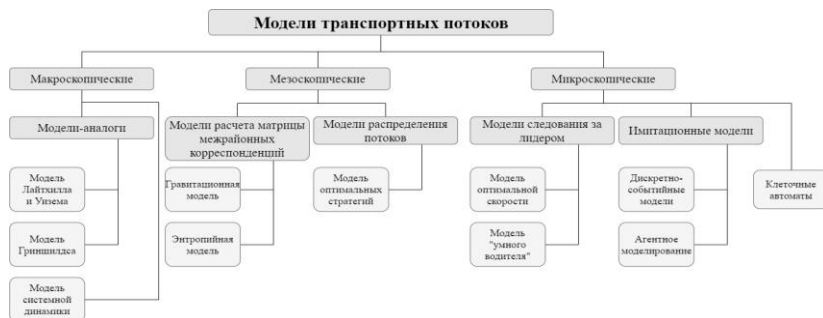 Модели транспортных потоков
Макроскопические
Мезоскопические
Микроскопические
Модели-аналоги
Модели расчета матрицы
межрайонных
корреспонденций
Модели распределения
потоков
Модели следования за
лидером
Имитационные модели
Модель
Лайтхилла
и Уизема
Гравитационная
модель
Модель
оптимальных
стратегий
Модель
оптимальной
скорости
Дискретно-
событийные
модели
Клеточные
автоматы
Модель
Гриншилдса
Энтропийная
модель
Модель
"умного
водителя"
Агентное
моделирование
Модель
системной
динамики